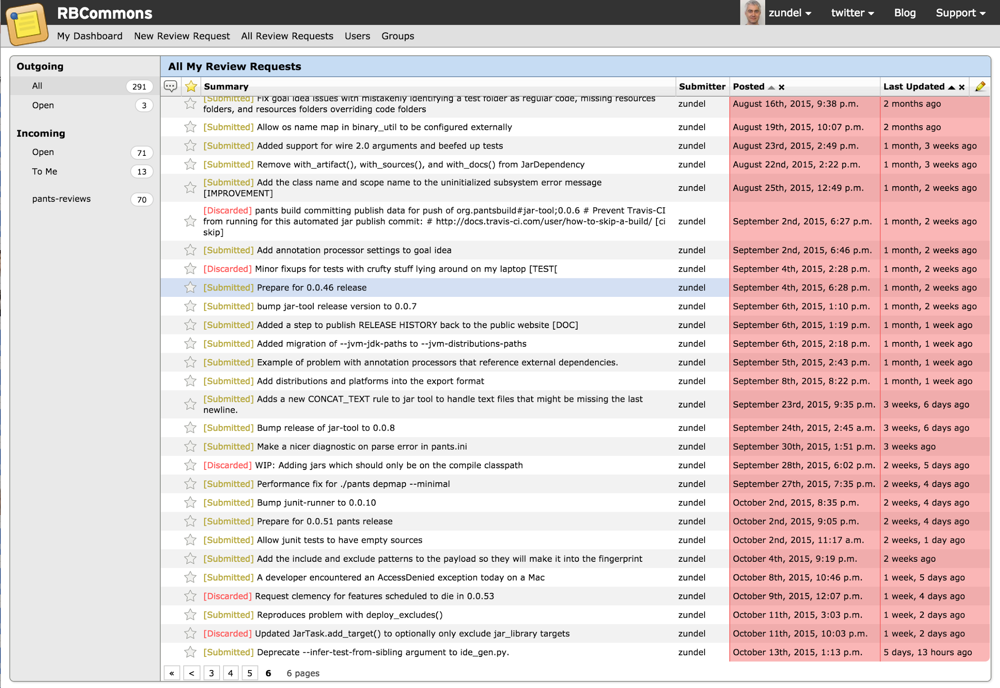 RBCommons
zundel
twitter
Blog
Support
My Dashboard
New Review Request
All Review Requests
Users
Groups
Outgoing
All 291
Open 3
Incoming
Open 71
To Me 13
pants-reviews 70
All My Review Requests
Summary Submitter Posted Last Updated
[Submitted] Fix goal idea issues with mistakenly identifying a test folder as regular code, missing resources
folders, and resources folders overriding code folders
zundel August 16th, 2015, 9:38 p.m. 2 months ago
[Submitted] Allow os name map in binary_util to be configured externally zundel August 19th, 2015, 10:07 p.m. 2 months ago
[Submitted] Added support for wire 2.0 arguments and beefed up tests zundel August 23rd, 2015, 2:49 p.m. 1 month, 3 weeks ago
[Submitted] Remove with_artifact(), with_sources(), and with_docs() from JarDependency zundel August 22nd, 2015, 2:22 p.m. 1 month, 3 weeks ago
[Submitted] Add the class name and scope name to the uninitialized subsystem error message
[IMPROVEMENT]
zundel August 25th, 2015, 12:49 p.m. 1 month, 2 weeks ago
[Discarded] pants build committing publish data for push of org.pantsbuild#jar-tool;0.0.6 # Prevent Travis-CI
from running for this automated jar publish commit: # http://docs.travis-ci.com/user/how-to-skip-a-build/ [ci
skip]
zundel September 2nd, 2015, 6:27 p.m. 1 month, 2 weeks ago
[Submitted] Add annotation processor settings to goal idea zundel September 2nd, 2015, 6:46 p.m. 1 month, 2 weeks ago
[Discarded] Minor fixups for tests with crufty stuff lying around on my laptop [TEST[ zundel September 4th, 2015, 2:28 p.m. 1 month, 2 weeks ago
[Submitted] Prepare for 0.0.46 release zundel September 4th, 2015, 6:28 p.m. 1 month, 2 weeks ago
[Submitted] bump jar-tool release version to 0.0.7 zundel September 6th, 2015, 1:10 p.m. 1 month, 2 weeks ago
[Submitted] Added a step to publish RELEASE HISTORY back to the public website [DOC] zundel September 6th, 2015, 1:19 p.m. 1 month, 1 week ago
[Submitted] Added migration of --jvm-jdk-paths to --jvm-distributions-paths zundel September 6th, 2015, 2:18 p.m. 1 month, 1 week ago
[Submitted] Example of problem with annotation processors that reference external dependencies. zundel September 5th, 2015, 2:43 p.m. 1 month, 1 week ago
[Submitted] Add distributions and platforms into the export format zundel September 8th, 2015, 8:22 p.m. 1 month, 1 week ago
[Submitted] Adds a new CONCAT_TEXT rule to jar tool to handle text files that might be missing the last
newline.
zundel September 23rd, 2015, 9:35 p.m. 3 weeks, 6 days ago
[Submitted] Bump release of jar-tool to 0.0.8 zundel September 24th, 2015, 2:45 a.m. 3 weeks, 6 days ago
[Submitted] Make a nicer diagnostic on parse error in pants.ini zundel September 30th, 2015, 1:51 p.m. 3 weeks ago
[Discarded] WIP: Adding jars which should only be on the compile classpath zundel September 28th, 2015, 6:02 p.m. 2 weeks, 5 days ago
[Submitted] Performance fix for ./pants depmap --minimal zundel September 27th, 2015, 7:35 p.m. 2 weeks, 4 days ago
[Submitted] Bump junit-runner to 0.0.10 zundel October 2nd, 2015, 8:35 p.m. 2 weeks, 4 days ago
[Submitted] Prepare for 0.0.51 pants release zundel October 2nd, 2015, 9:05 p.m. 2 weeks, 4 days ago
[Submitted] Allow junit tests to have empty sources zundel October 2nd, 2015, 11:17 a.m. 2 weeks, 1 day ago
[Submitted] Add the include and exclude patterns to the payload so they will make it into the fingerprint zundel October 4th, 2015, 9:19 p.m. 2 weeks ago
[Submitted] A developer encountered an AccessDenied exception today on a Mac zundel October 8th, 2015, 10:46 p.m. 1 week, 5 days ago
[Discarded] Request clemency for features scheduled to die in 0.0.53 zundel October 9th, 2015, 12:07 p.m. 1 week, 4 days ago
[Submitted] Reproduces problem with deploy_excludes() zundel October 11th, 2015, 3:03 p.m. 1 week, 2 days ago
[Discarded] Updated JarTask.add_target() to optionally only exclude jar_library targets zundel October 11th, 2015, 10:03 p.m. 1 week, 2 days ago
[Submitted] Deprecate --infer-test-from-sibling argument to ide_gen.py. zundel October 13th, 2015, 1:13 p.m. 5 days, 13 hours ago
« < 3 4 5 6 6 pages